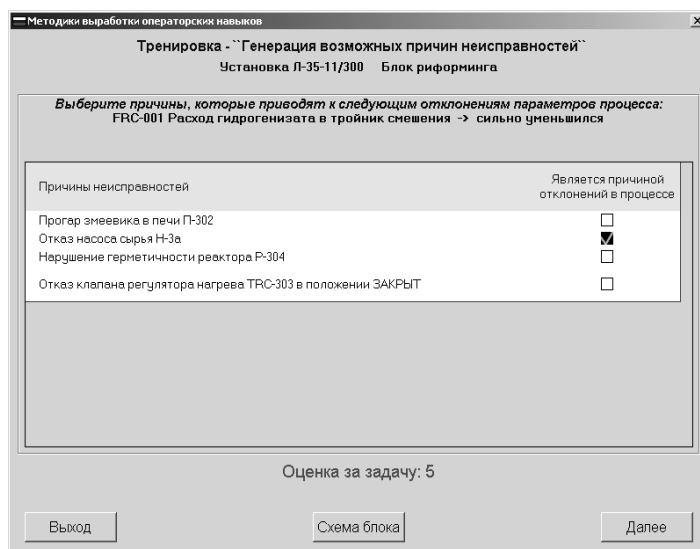 Методики выработки операторских навыков
Тренировка - ``Генерация возможных причин неисправностей``
Установка Л-35-11/300 Блок риформинга
Выберите причины, которые приводят к следующим отклонениям параметров процесса:
FRC-001 Расход гидрогенизата в тройник смешения -> сильно уменьшился
Причины неисправностей
Является причиной
отклонений в процессе
Прогар змеевика в печи П-302
Отказ насоса сырья Н-3а
Нарушение герметичности реактора Р-304
Отказ клапана регулятора нагрева TRC-303 в положении ЗАКРЫТ
Оценка за задачу: 5
Выход
Схема блока
Далее